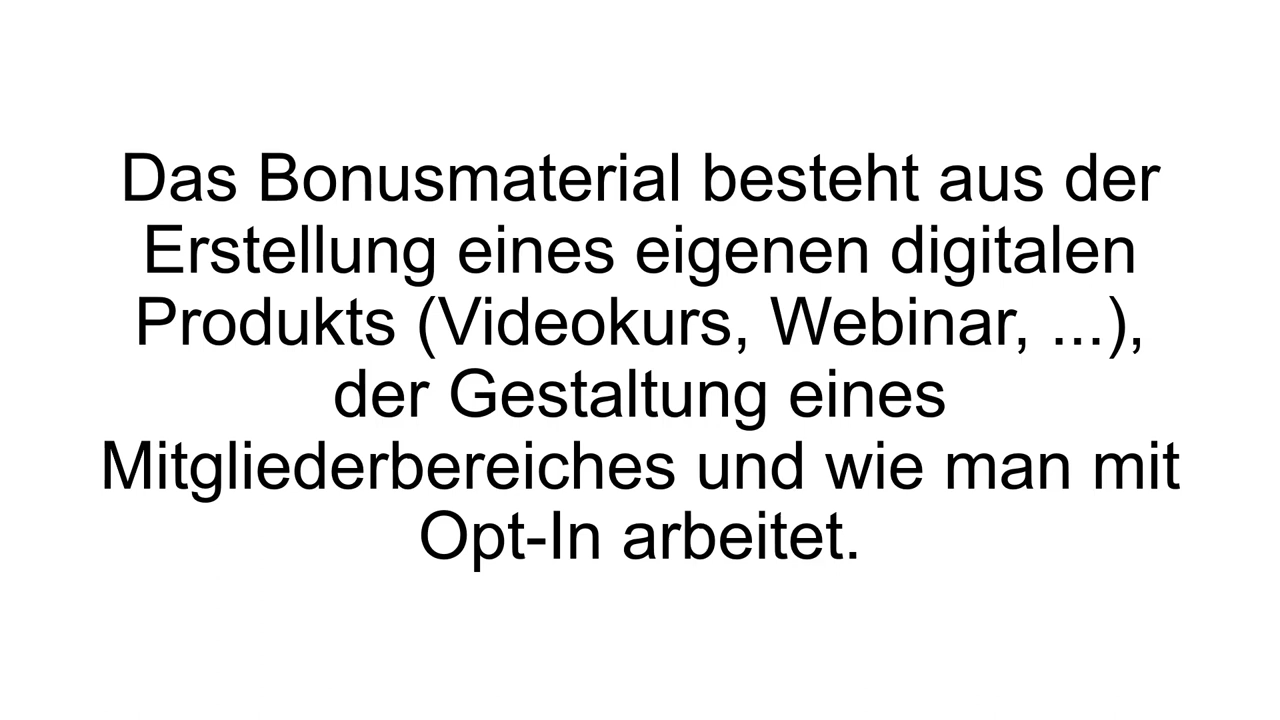 Das Bonusmaterial besteht aus der
Erstellung eines eigenen digitalen
Produkts (Videokurs, Webinar, ...),
der Gestaltung eines
Mitgliederbereiches und wie man mit
Opt-In arbeitet.